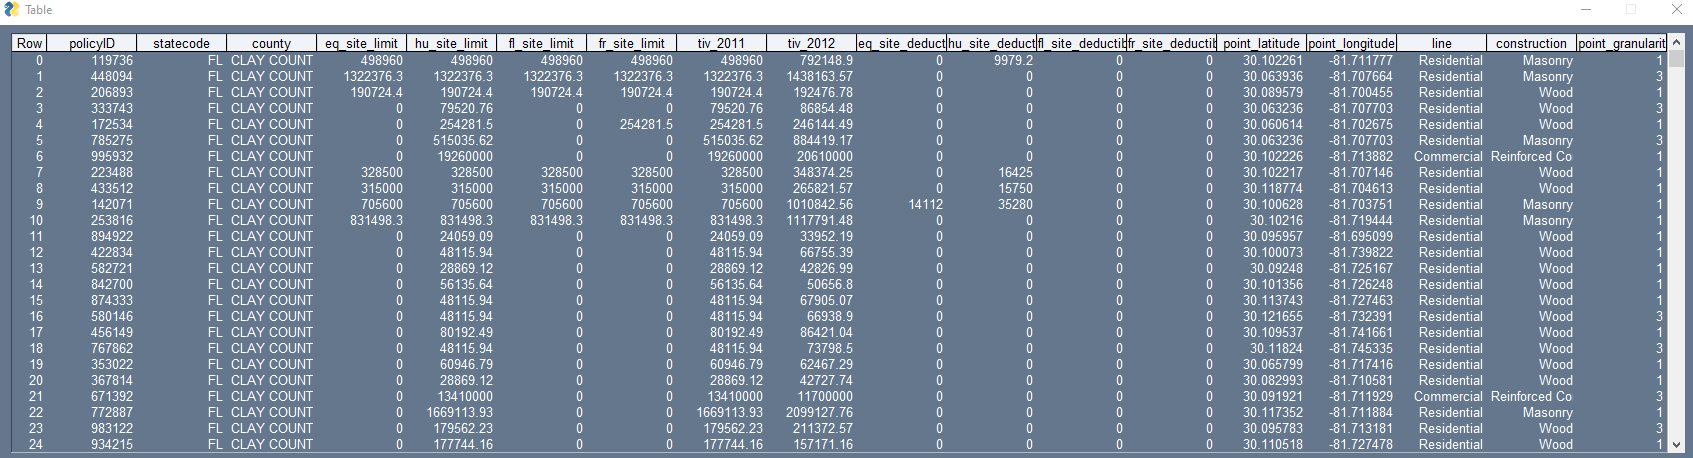 Table
Row policyID statecode county eq_site_limit hu_site_limit fl_site_limit fr_site_limit tiv_2011 tiv_2012 eq_site_deduct hu_site_deduct fl_site_deductib fr_site_deductib point_latitude point_longitude line construction point_granularit
0 119736 FL CLAY COUNT 498960 498960 498960 498960 498960 792148.9 0 9979.2 0 0 30.102261 -81.711777 Residential Masonry 1
1 448094 FL CLAY COUNT 1322376.3 1322376.3 1322376.3 1322376.3 1322376.3 1438163.57 0 0 0 0 30.063936 -81.707664 Residential Masonry 3
2 206893 FL CLAY COUNT 190724.4 190724.4 190724.4 190724.4 190724.4 192476.78 0 0 0 0 30.089579 -81.700455 Residential Wood 1
3 333743 FL CLAY COUNT 0 79520.76 0 0 79520.76 86854.48 0 0 0 0 30.063236 -81.707703 Residential Wood 3
4 172534 FL CLAY COUNT 0 254281.5 0 254281.5 254281.5 246144.49 0 0 0 0 30.060614 -81.702675 Residential Wood 1
5 785275 FL CLAY COUNT 0 515035.62 0 0 515035.62 884419.17 0 0 0 0 30.063236 -81.707703 Residential Masonry 3
6 995932 FL CLAY COUNT 0 19260000 0 0 19260000 20610000 0 0 0 0 30.102226 -81.713882 Commercial Reinforced Co 1
7 223488 FL CLAY COUNT 328500 328500 328500 328500 328500 348374.25 0 16425 0 0 30.102217 -81.707146 Residential Wood 1
8 433512 FL CLAY COUNT 315000 315000 315000 315000 315000 265821.57 0 15750 0 0 30.118774 -81.704613 Residential Wood 1
9 142071 FL CLAY COUNT 705600 705600 705600 705600 705600 1010842.56 14112 35280 0 0 30.100628 -81.703751 Residential Masonry 1
10 253816 FL CLAY COUNT 831498.3 831498.3 831498.3 831498.3 831498.3 1117791.48 0 0 0 0 30.10216 -81.719444 Residential Masonry 1
11 894922 FL CLAY COUNT 0 24059.09 0 0 24059.09 33952.19 0 0 0 0 30.095957 -81.695099 Residential Wood 1
12 422834 FL CLAY COUNT 0 48115.94 0 0 48115.94 66755.39 0 0 0 0 30.100073 -81.739822 Residential Wood 1
13 582721 FL CLAY COUNT 0 28869.12 0 0 28869.12 42826.99 0 0 0 0 30.09248 -81.725167 Residential Wood 1
14 842700 FL CLAY COUNT 0 56135.64 0 0 56135.64 50656.8 0 0 0 0 30.101356 -81.726248 Residential Wood 1
15 874333 FL CLAY COUNT 0 48115.94 0 0 48115.94 67905.07 0 0 0 0 30.113743 -81.727463 Residential Wood 1
16 580146 FL CLAY COUNT 0 48115.94 0 0 48115.94 66938.9 0 0 0 0 30.121655 -81.732391 Residential Wood 3
17 456149 FL CLAY COUNT 0 80192.49 0 0 80192.49 86421.04 0 0 0 0 30.109537 -81.741661 Residential Wood 1
18 767862 FL CLAY COUNT 0 48115.94 0 0 48115.94 73798.5 0 0 0 0 30.11824 -81.745335 Residential Wood 3
19 353022 FL CLAY COUNT 0 60946.79 0 0 60946.79 62467.29 0 0 0 0 30.065799 -81.717416 Residential Wood 1
20 367814 FL CLAY COUNT 0 28869.12 0 0 28869.12 42727.74 0 0 0 0 30.082993 -81.710581 Residential Wood 1
21 671392 FL CLAY COUNT 0 13410000 0 0 13410000 11700000 0 0 0 0 30.091921 -81.711929 Commercial Reinforced Co 3
22 772887 FL CLAY COUNT 0 1669113.93 0 0 1669113.93 2099127.76 0 0 0 0 30.117352 -81.711884 Residential Masonry 1
23 983122 FL CLAY COUNT 0 179562.23 0 0 179562.23 211372.57 0 0 0 0 30.095783 -81.713181 Residential Wood 3
24 934215 FL CLAY COUNT 0 177744.16 0 0 177744.16 157171.16 0 0 0 0 30.110518 -81.727478 Residential Wood 1